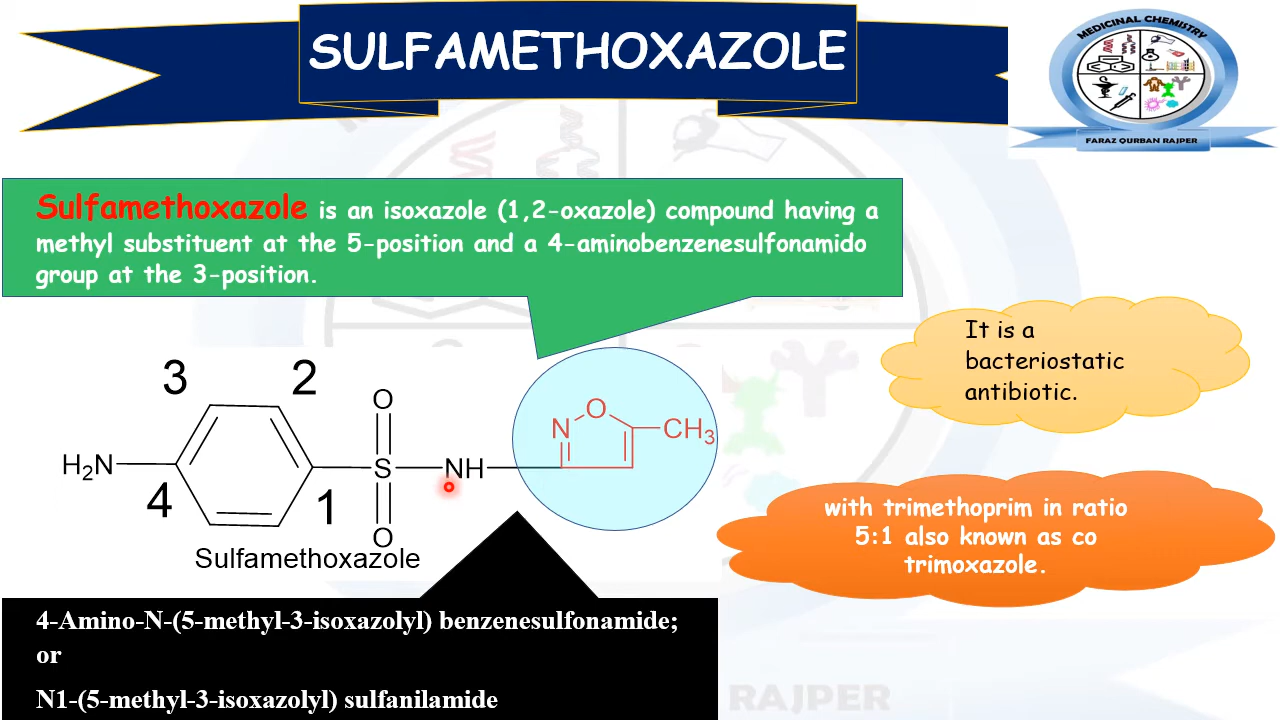 SULFAMETHOXAZOLE
MEDICINAL CHEMISTRY
FARAZ QURBAN RAJPER
Sulfamethoxazole is an isoxazole (1,2-oxazole) compound having a
methyl substituent at the 5-position and a 4-aminobenzenesulfonamido
group at the 3-position.
It is a
bacteriostatic
antibiotic.
3
2
O
O
N
CH3
H2N
S
NH
4
1
O
Sulfamethoxazole
with trimethoprim in ratio
5:1 also known as co
trimoxazole.
4-Amino-N-(5-methyl-3-isoxazolyl) benzenesulfonamide;
or
N1-(5-methyl-3-isoxazolyl) sulfanilamide
RAJPER